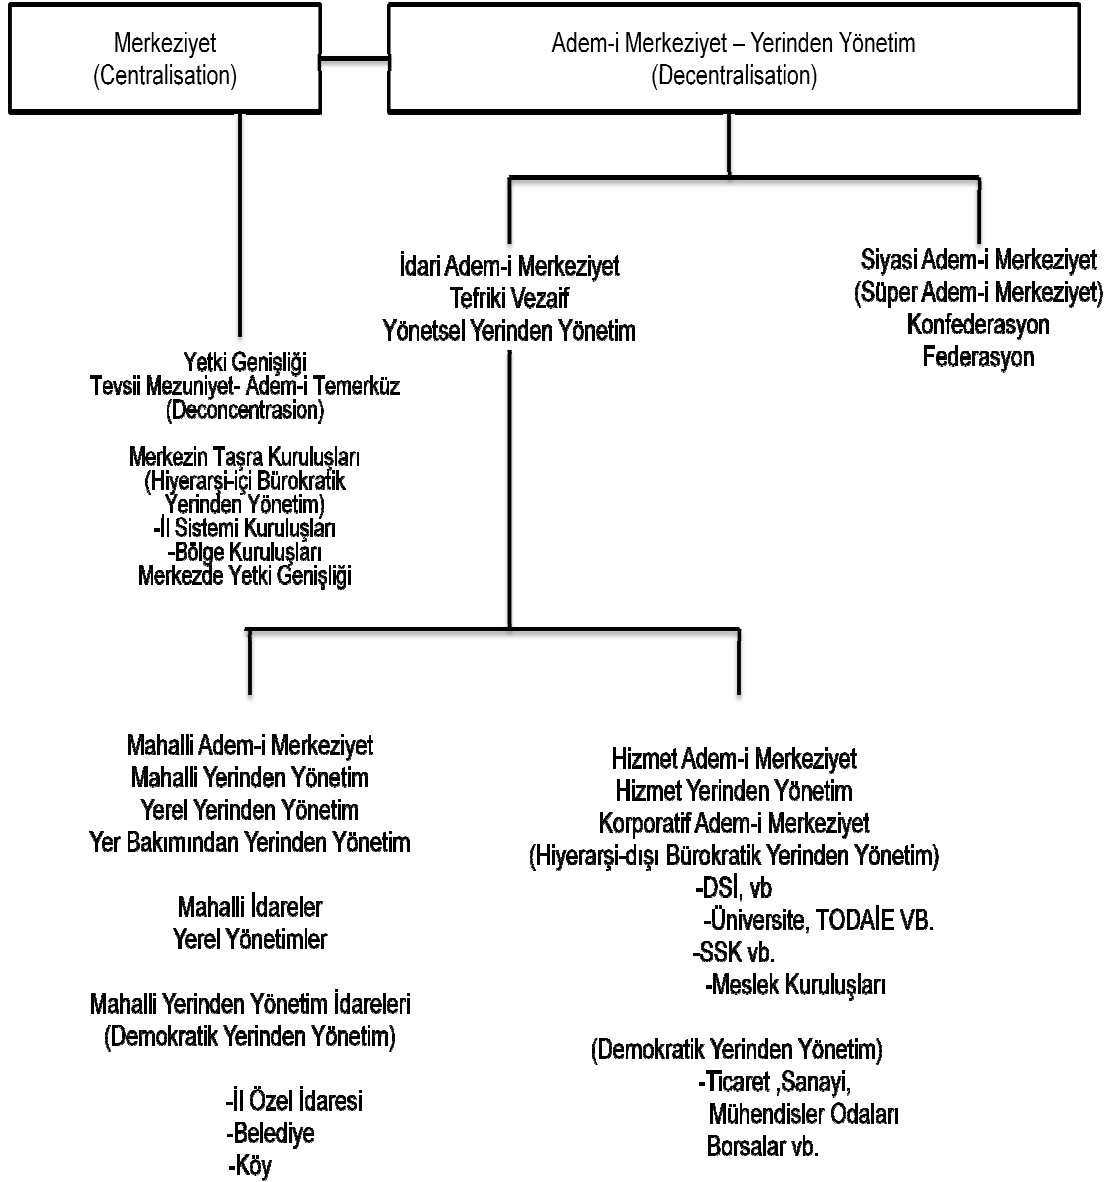 Merkeziyet
(Centralisation)
Adem-i Merkeziyet – Yerinden Yönetim
(Decentralisation)
İdari Adem-i Merkeziyet
Tefriki Vezaif
Yönetsel Yerinden Yönetim
Siyasi Adem-i Merkeziyet
(Süper Adem-i Merkeziyet)
Konfederasyon
Federasyon
Yetki Genişliği
Tevsii Mezuniyet- Adem-i Temerküz
(Deconcentrasion)
Merkezin Taşra Kuruluşları
(Hiyerarşi-içi Bürokratik
Yerinden Yönetim)
-İl Sistemi Kuruluşları
-Bölge Kuruluşları
Merkezde Yetki Genişliği
Mahalli Adem-i Merkeziyet
Mahalli Yerinden Yönetim
Yerel Yerinden Yönetim
Yer Bakımından Yerinden Yönetim
Mahalli İdareler
Yerel Yönetimler
Mahalli Yerinden Yönetim İdareleri
(Demokratik Yerinden Yönetim)
-İl Özel İdaresi
-Belediye
-Köy
Hizmet Adem-i Merkeziyet
Hizmet Yerinden Yönetim
Korporatif Adem-i Merkeziyet
(Hiyerarşi-dışı Bürokratik Yerinden Yönetim)
-DSİ, vb
-Üniversite, TODAİE VB.
-SSK vb.
-Meslek Kuruluşları
(Demokratik Yerinden Yönetim)
-Ticaret ,Sanayi,
Mühendisler Odaları
Borsalar vb.